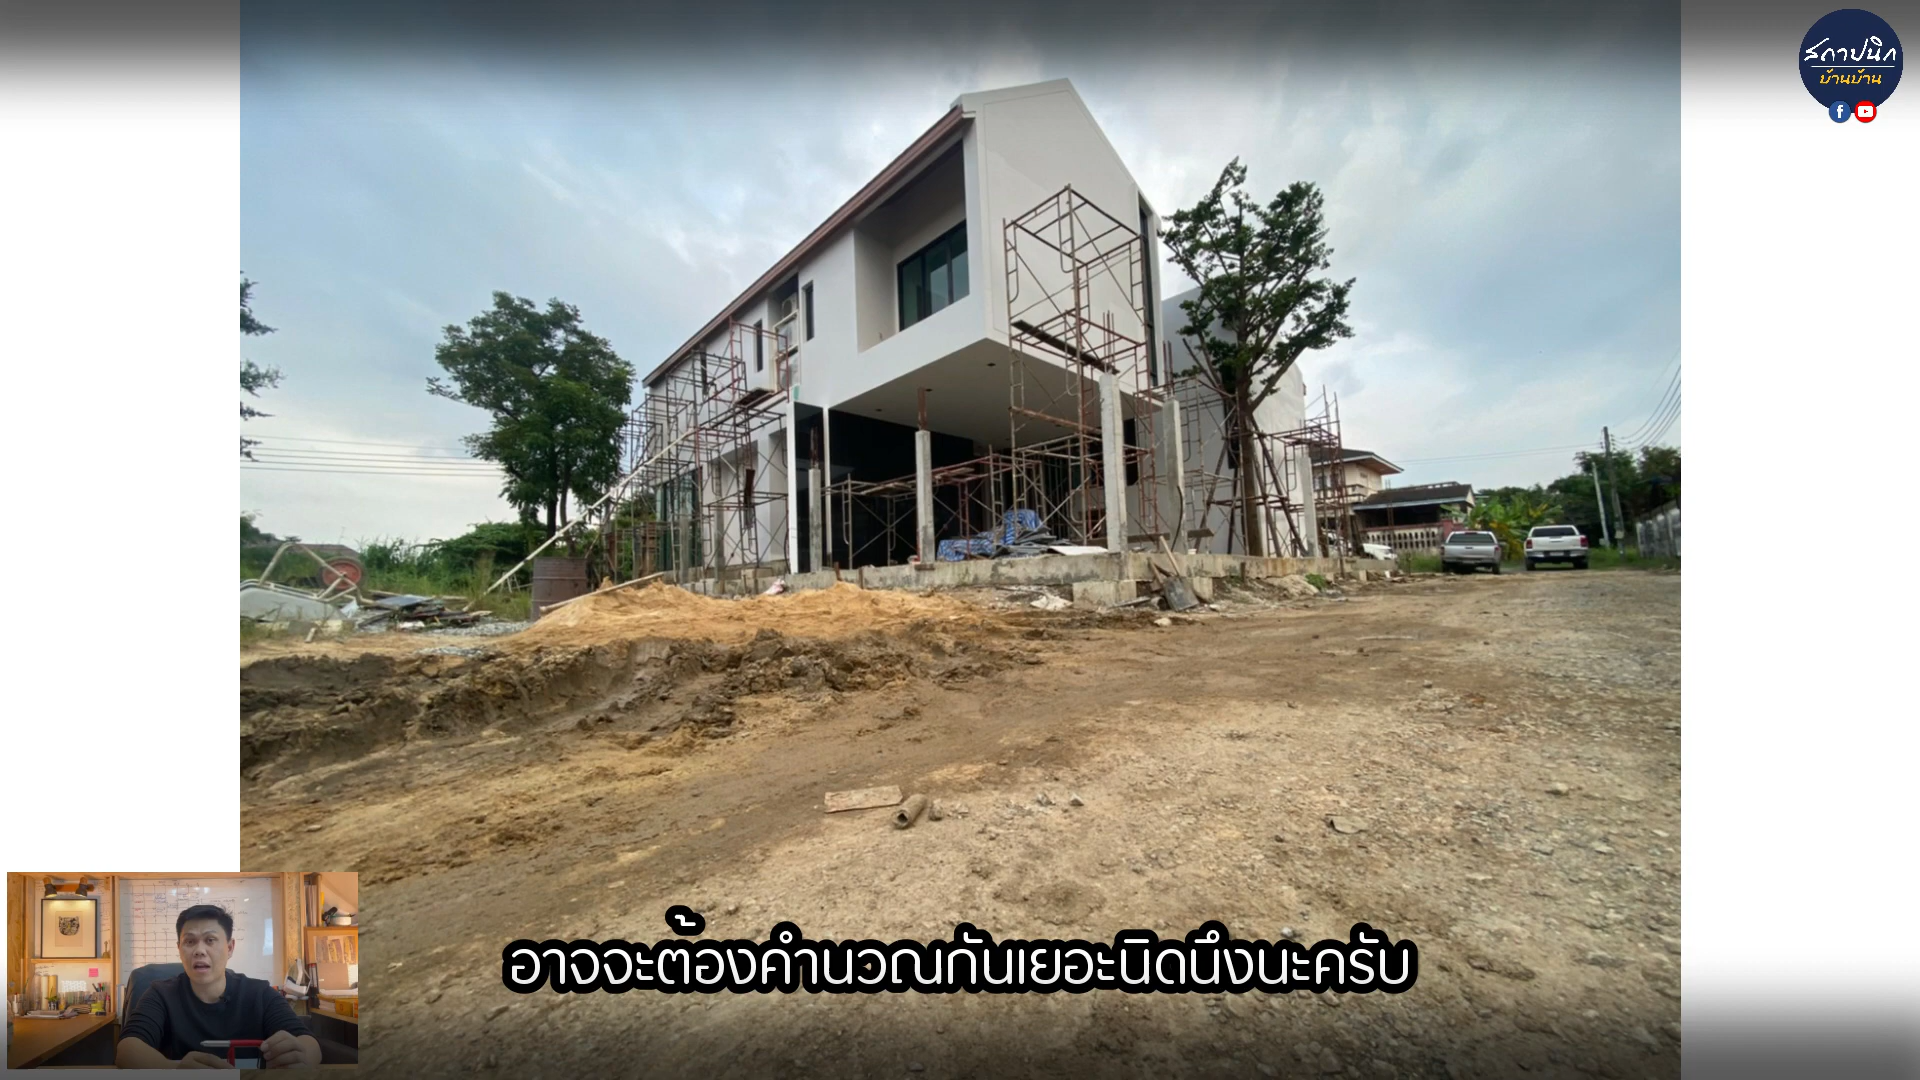 สถาปนิก
บ้านบ้าน
อาจจะต้องคำนวณกันเยอะนิดนึงนะครับ